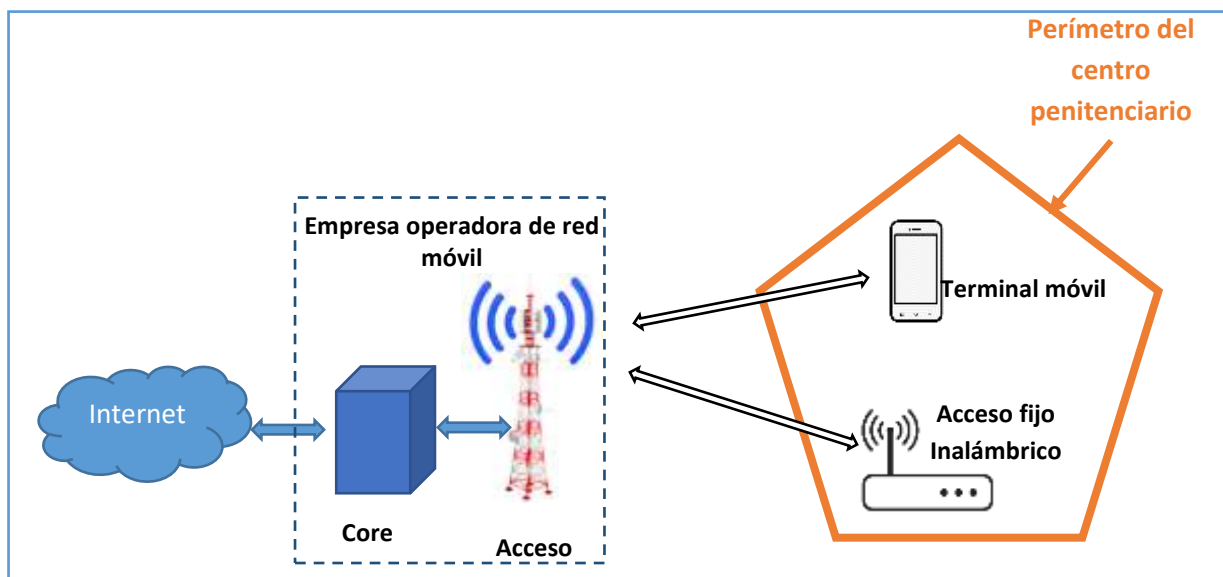 Perímetro del
centro
penitenciario
Empresa operadora de red
móvil
Terminal móvil
Internet
Acceso fijo
Inalámbrico
Core
Acceso